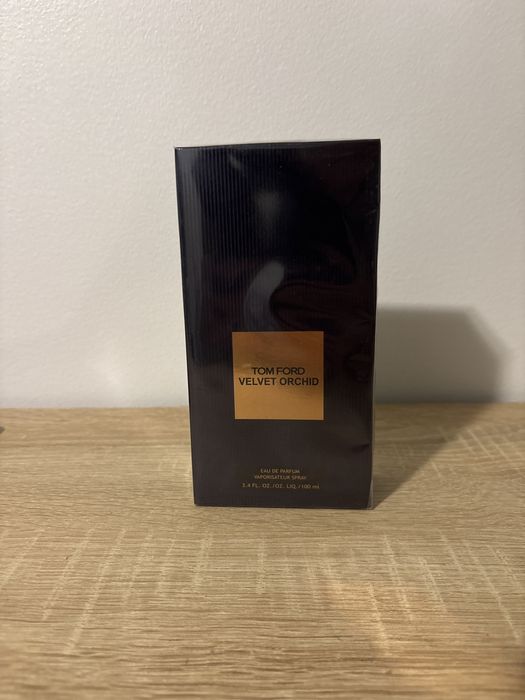 TOM FORD
VELVET ORCHID
EAU DE PARFUM
VAPORISATEUR SPRAY
3.4 FL. OZ./OZ. LIQ./100 ml